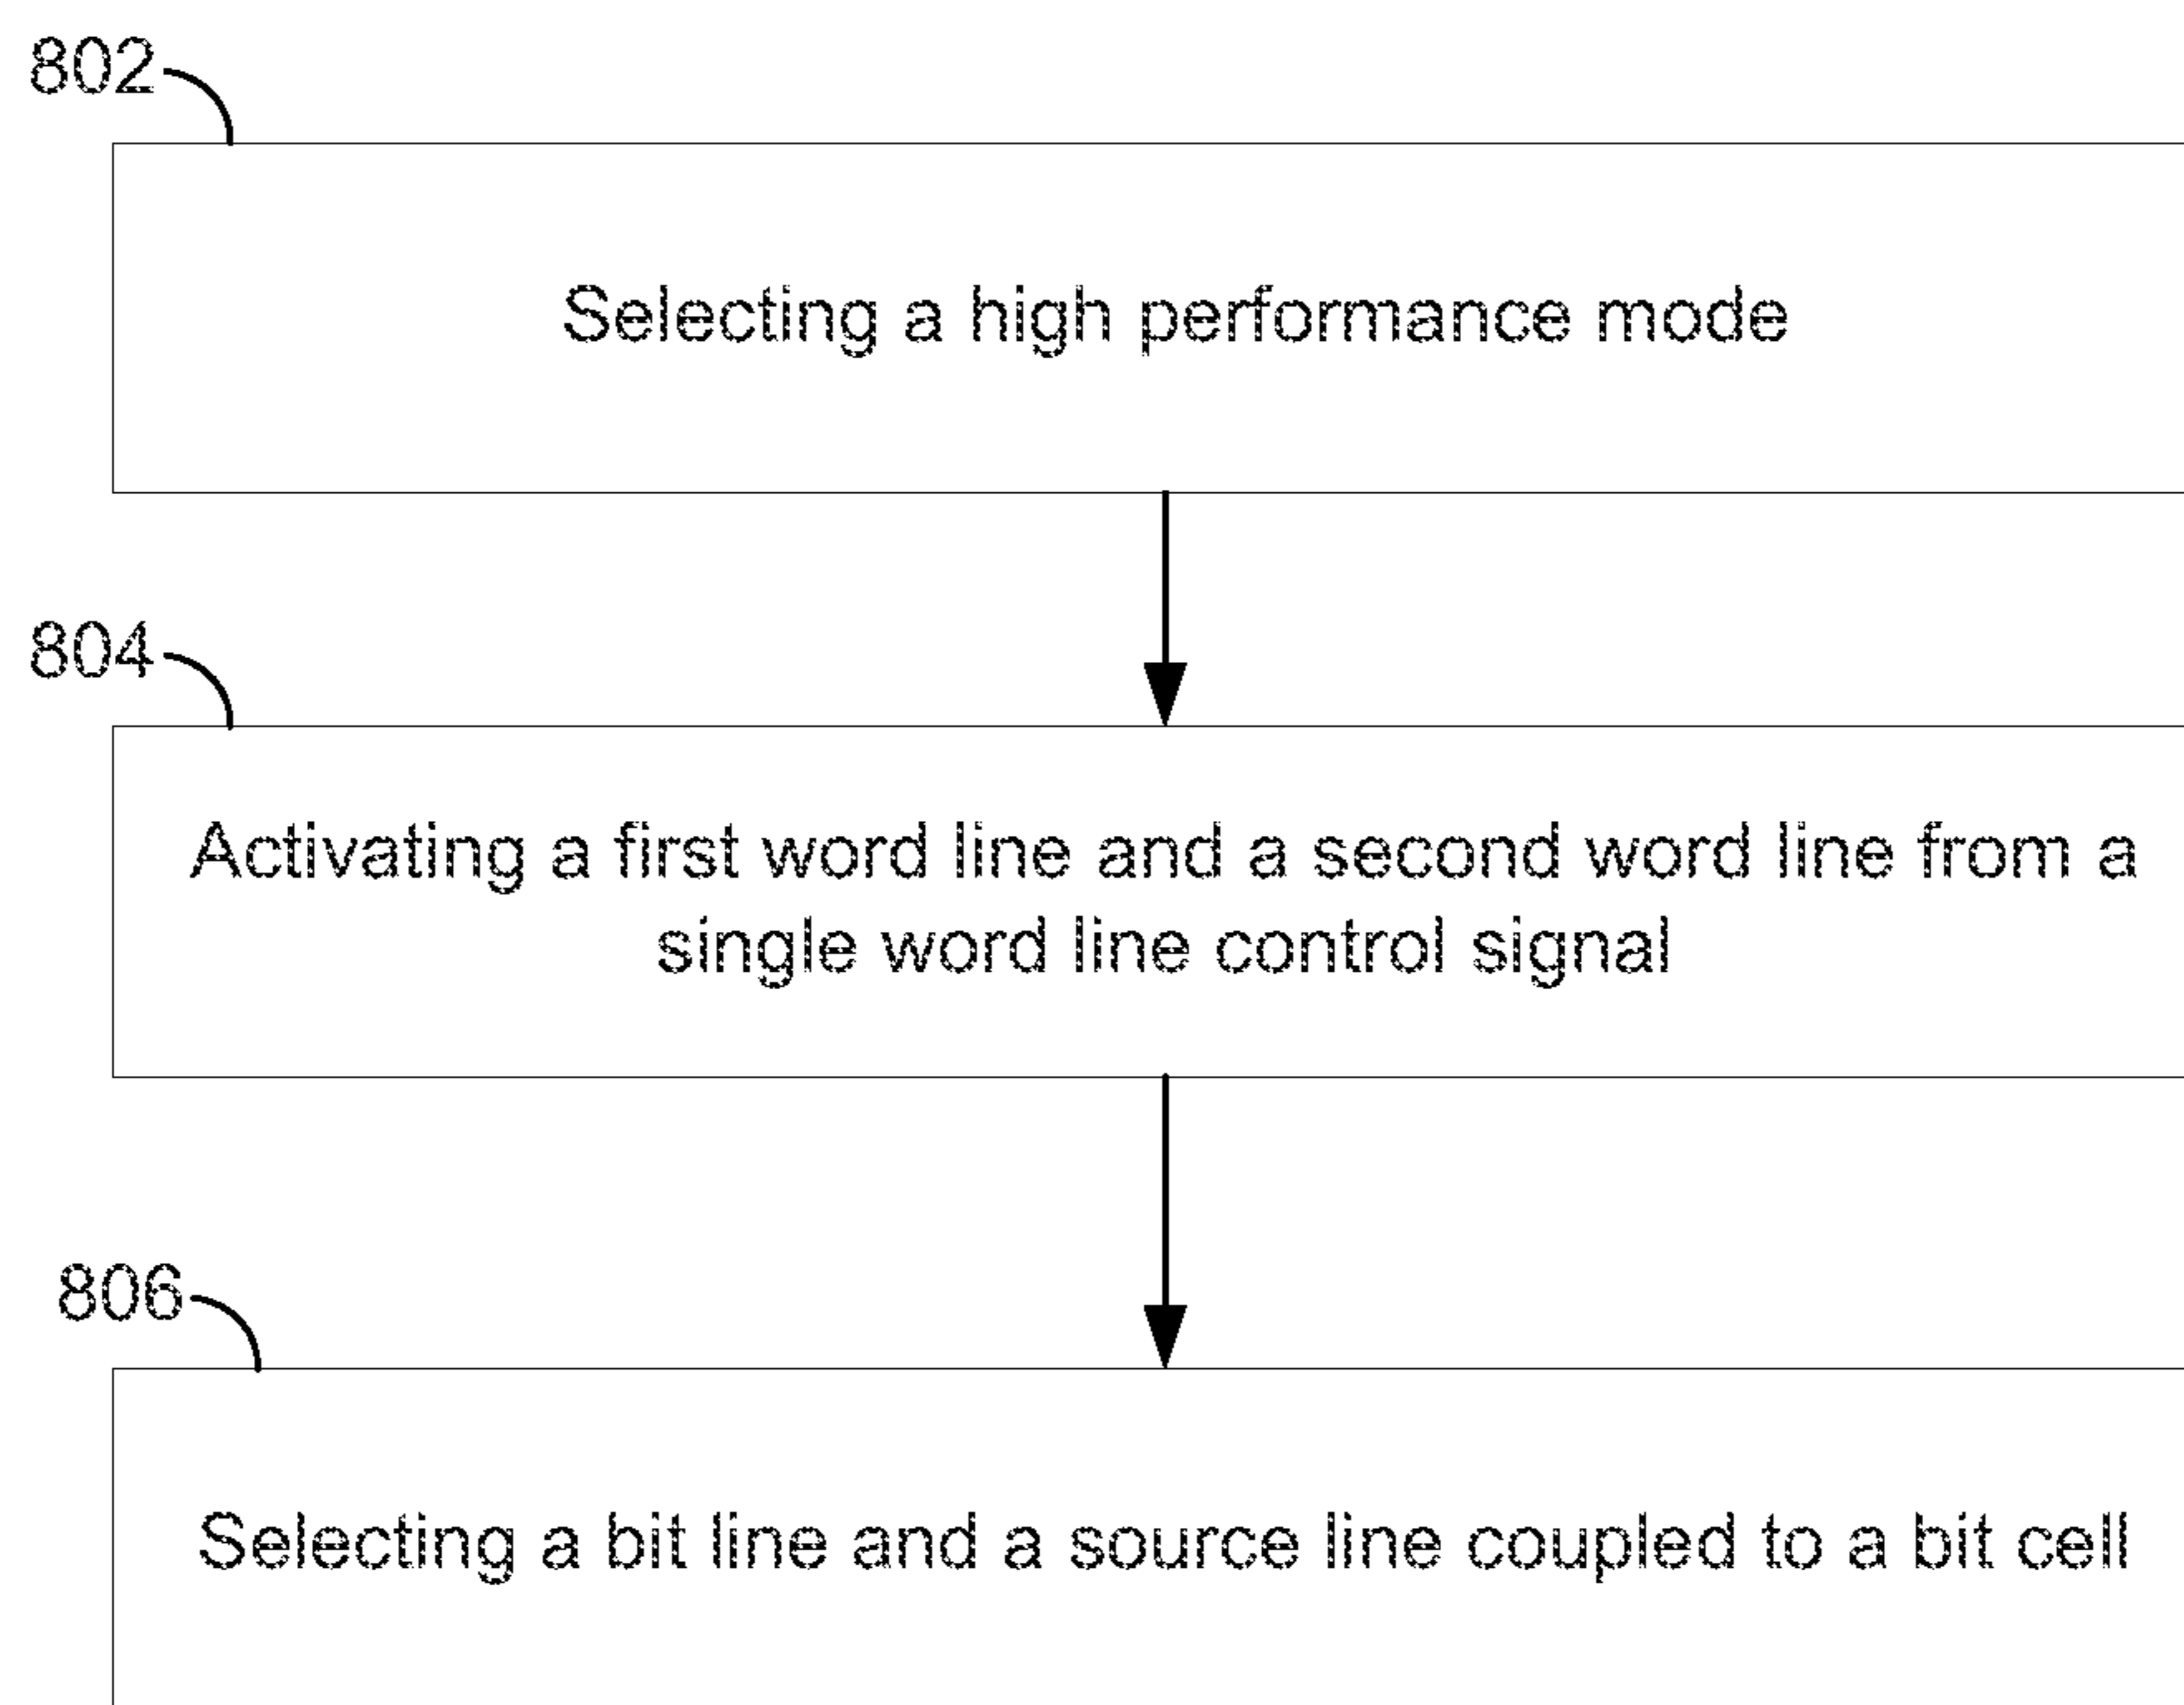 802
Selecting a high performance mode
804
Activating a first word line and a second word line from a
single word line control signal
806
Selecting a bit line and a source line coupled to a bit cell